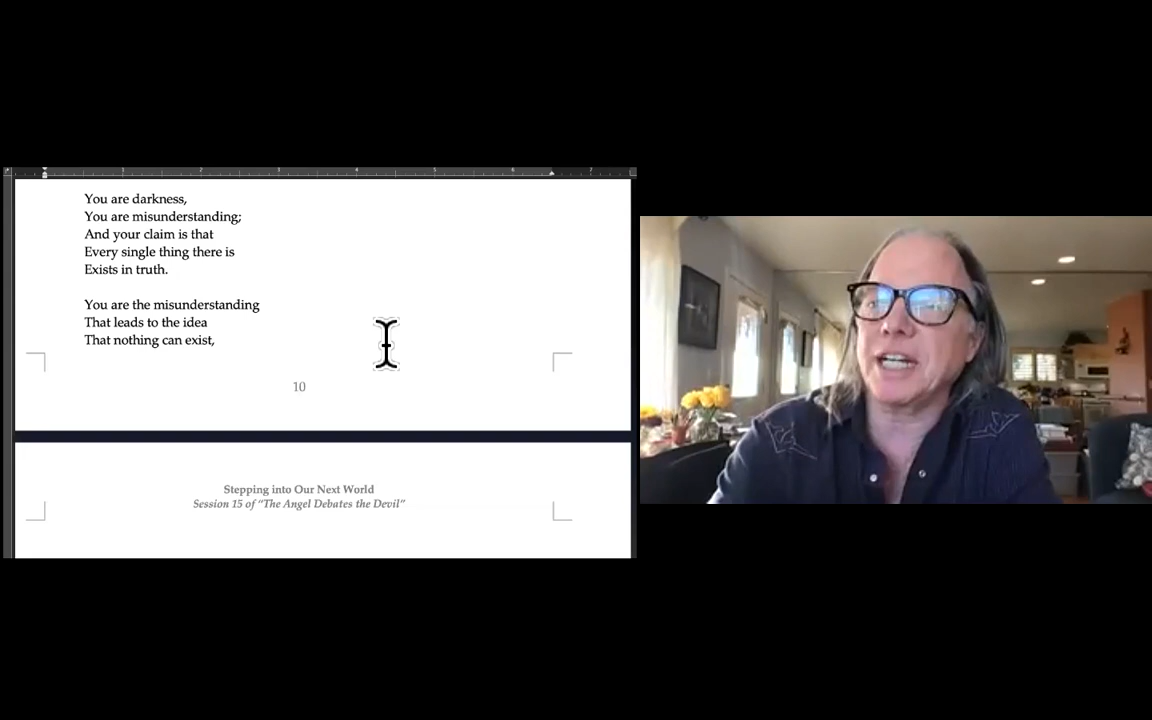 You are darkness,
You are misunderstanding;
And your claim is that
Every single thing there is
Exists in truth.
You are the misunderstanding
That leads to the idea
That nothing can exist,
10
Stepping into Our Next World
Session 15 of “The Angel Debates the Devil”